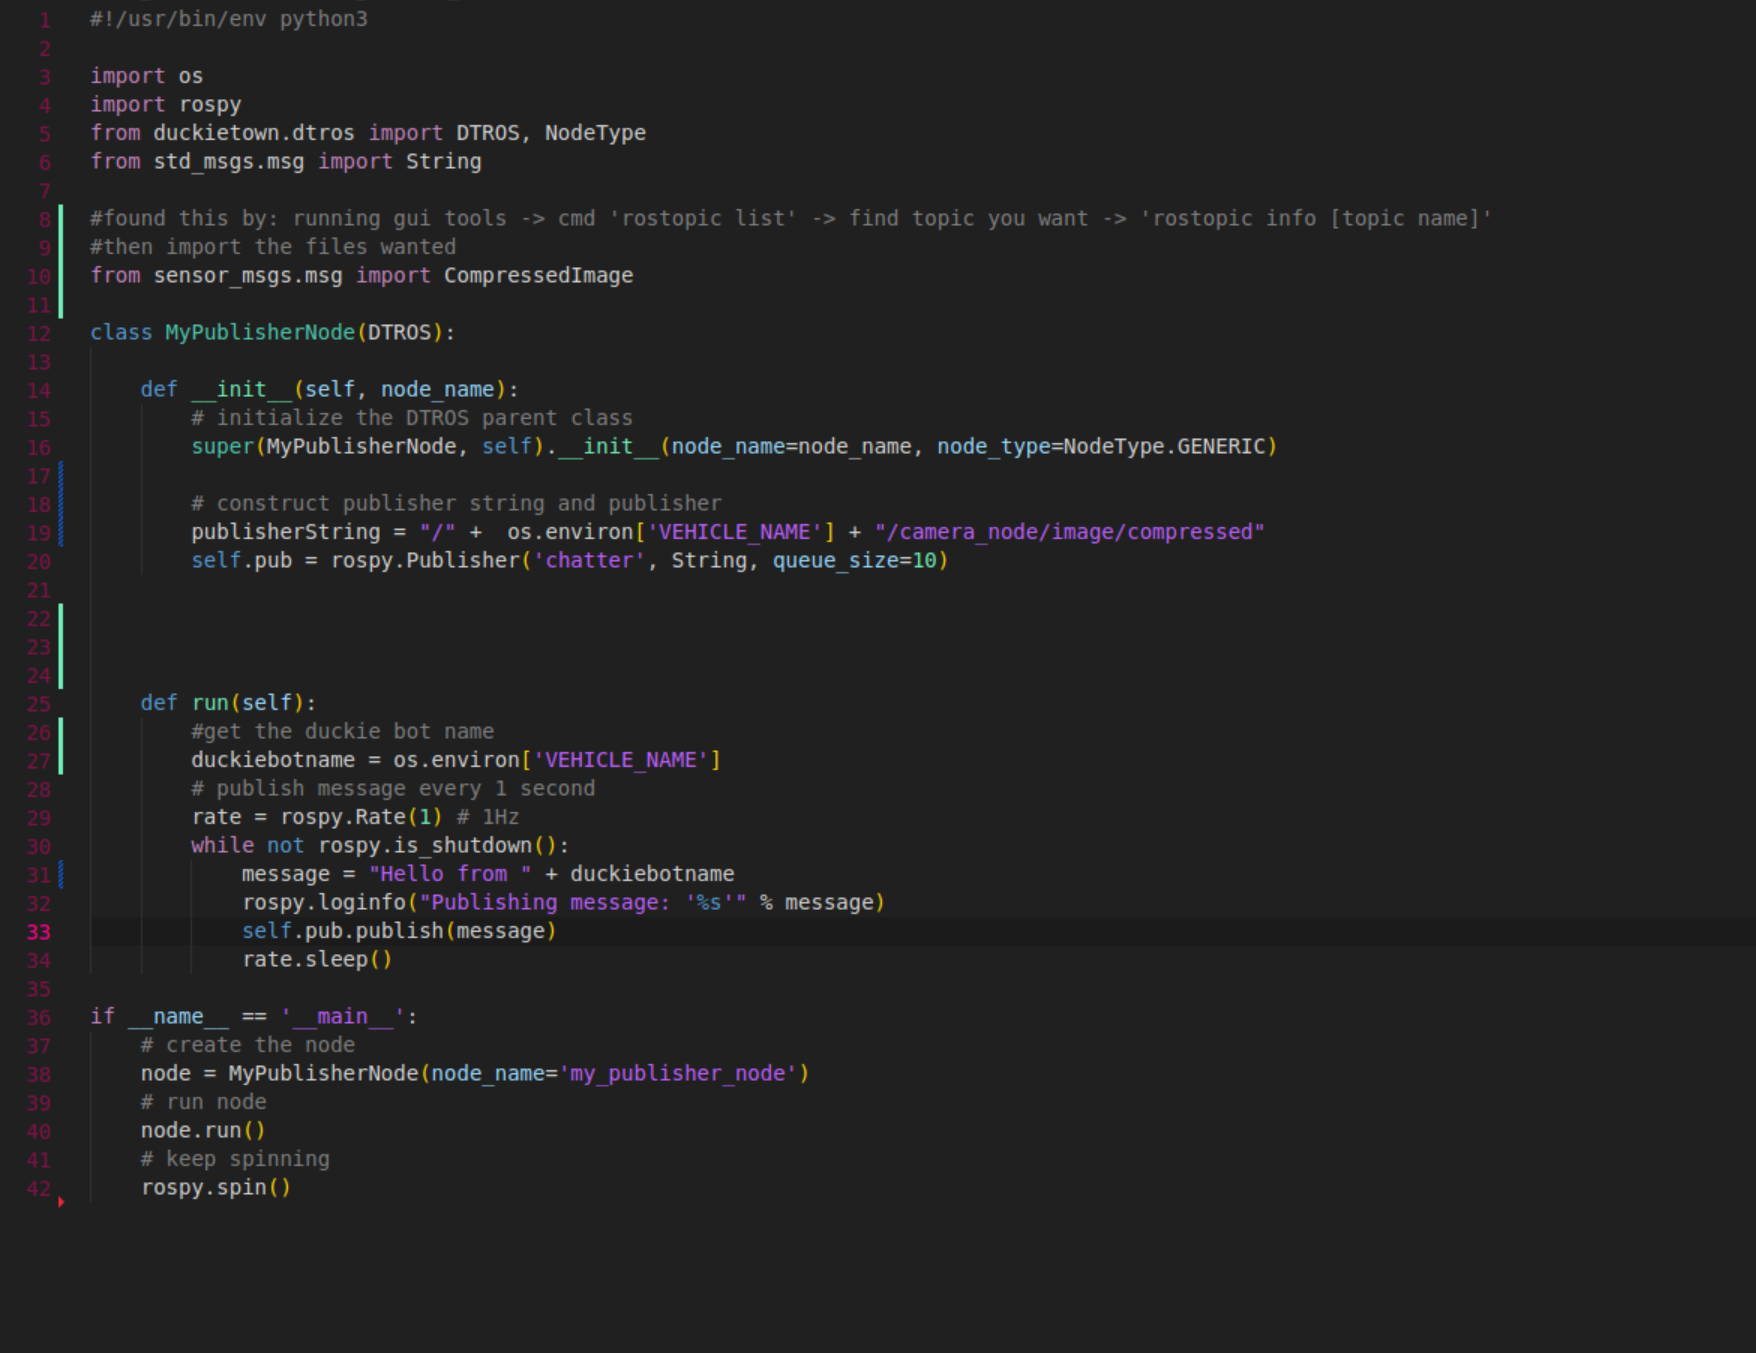 1 #!/usr/bin/env python3
2
3 import os
4 import rospy
5 from duckietown.dtros import DTROS, NodeType
6 from std_msgs.msg import String
7
8 #found this by: running gui tools -> cmd 'rostopic list' -> find topic you want -> 'rostopic info [topic name]'
9 #then import the files wanted
10 from sensor_msgs.msg import CompressedImage
11
12 class MyPublisherNode(DTROS):
13
14     def __init__(self, node_name):
15         # initialize the DTROS parent class
16         super(MyPublisherNode, self).__init__(node_name=node_name, node_type=NodeType.GENERIC)
17
18         # construct publisher string and publisher
19         publisherString = "/" +  os.environ['VEHICLE_NAME'] + "/camera_node/image/compressed"
20         self.pub = rospy.Publisher('chatter', String, queue_size=10)
21
22
23
24
25     def run(self):
26         #get the duckie bot name
27         duckiebotname = os.environ['VEHICLE_NAME']
28         # publish message every 1 second
29         rate = rospy.Rate(1) # 1Hz
30         while not rospy.is_shutdown():
31             message = "Hello from " + duckiebotname
32             rospy.loginfo("Publishing message: '%s'" % message)
33             self.pub.publish(message)
34             rate.sleep()
35
36 if __name__ == '__main__':
37     # create the node
38     node = MyPublisherNode(node_name='my_publisher_node')
39     # run node
40     node.run()
41     # keep spinning
42     rospy.spin()